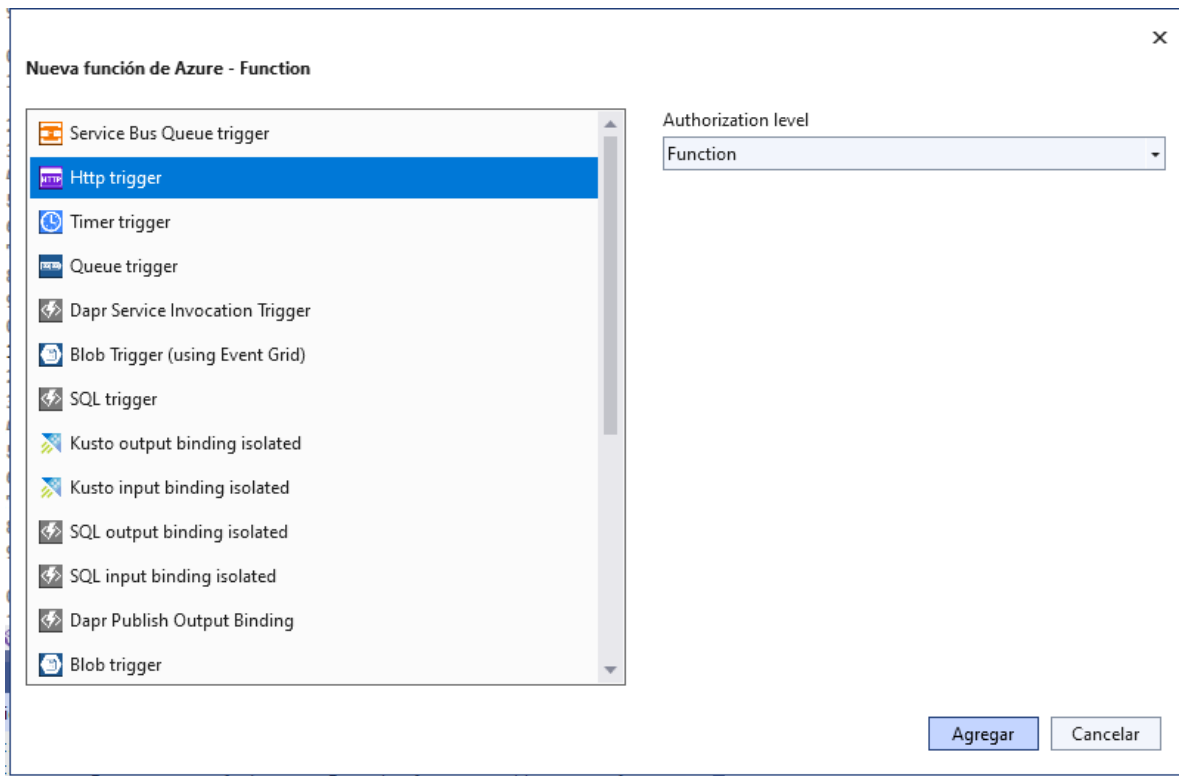 Nueva función de Azure - Function
Service Bus Queue trigger
Http trigger
Timer trigger
Queue trigger
Dapr Service Invocation Trigger
Blob Trigger (using Event Grid)
SQL trigger
Kusto output binding isolated
Kusto input binding isolated
SQL output binding isolated
SQL input binding isolated
Dapr Publish Output Binding
Blob trigger
Authorization level
Function
Agregar
Cancelar